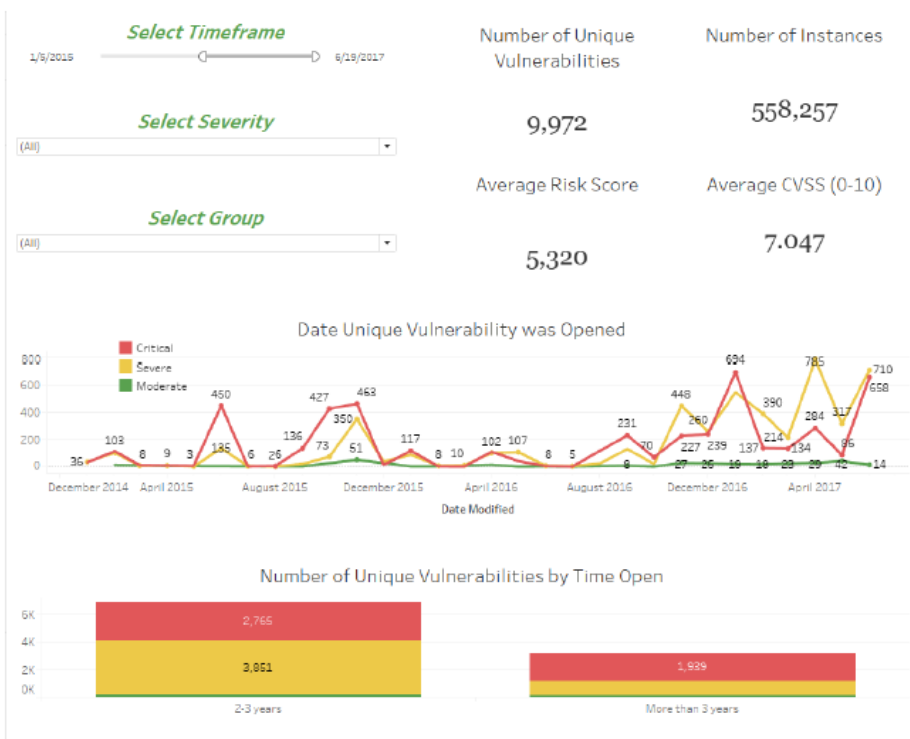 Select Timeframe
1/5/2015
6/19/2017
Select Severity
(All)
Select Group
(All)
Number of Unique
Vulnerabilities
Number of Instances
9,972
558,257
Average Risk Score
Average CVSS (0-10)
5,320
7.047
Date Unique Vulnerability was Opened
Critical
Severe
Moderate
800
600
400
200
0
36
103
8
9
3
450
135
6
26
136
427
73
350
463
51
117
8
10
102
107
8
5
231
9
70
448
227
27
260
26
239
694
19
137
390
18
214
134
23
785
284
29
317
86
42
710
658
14
December 2014
April 2015
August 2015
December 2015
April 2016
August 2016
December 2016
April 2017
Date Modified
Number of Unique Vulnerabilities by Time Open
6K
4K
2K
0K
2,765
3,851
1,939
2-3 years
More than 3 years